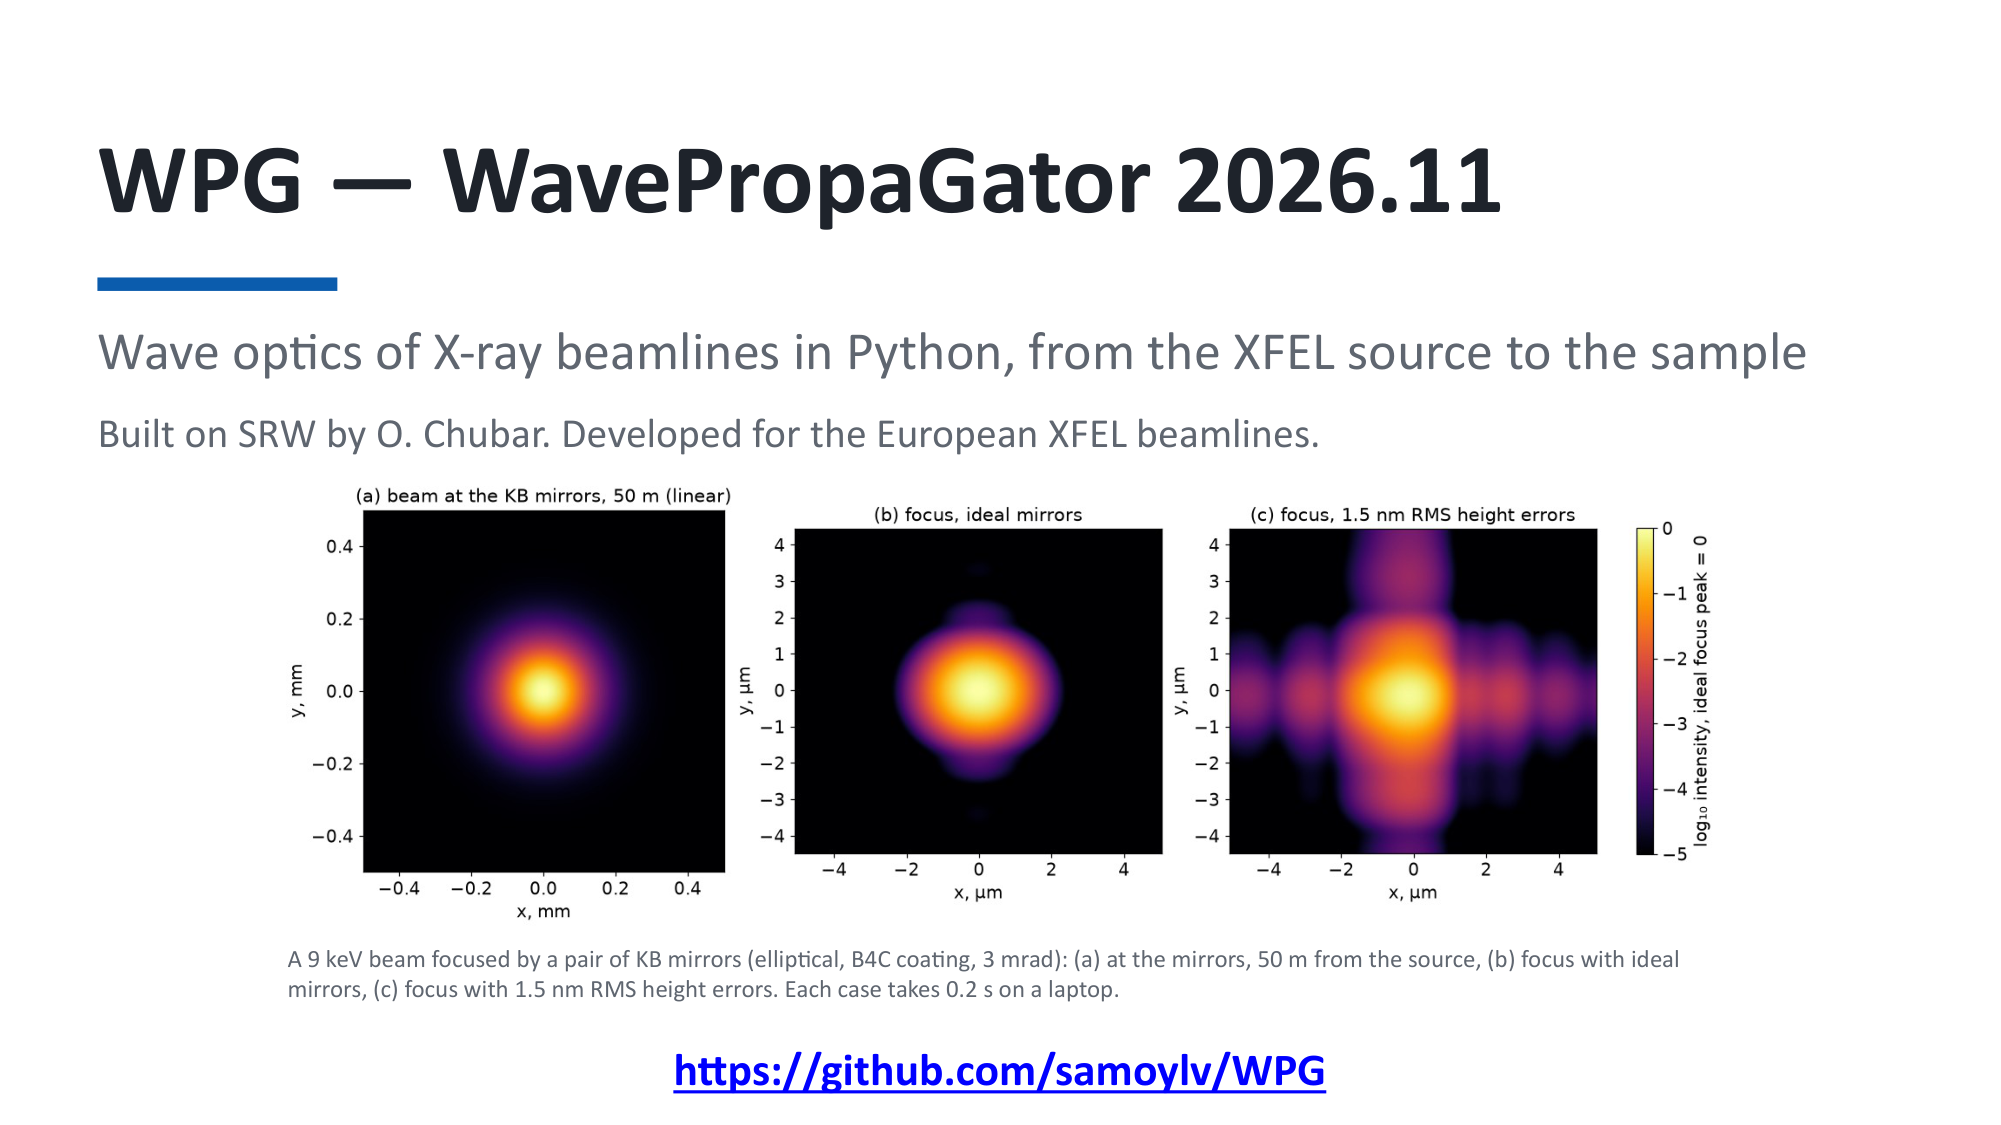 WPG — WavePropaGator 2026.11
Wave optics of X-ray beamlines in Python, from the XFEL source to the sample
Built on SRW by O. Chubar. Developed for the European XFEL beamlines.
(a) beam at the KB mirrors, 50 m (linear)
0.4
0.2
0.0
−0.2
−0.4
y, mm
−0.4 −0.2 0.0 0.2 0.4
x, mm
(b) focus, ideal mirrors
4
3
2
1
0
−1
−2
−3
−4
y, µm
−4 −2 0 2 4
x, µm
(c) focus, 1.5 nm RMS height errors
4
3
2
1
0
−1
−2
−3
−4
y, µm
−4 −2 0 2 4
x, µm
0
−1
−2
−3
−4
−5
log₁₀ intensity, ideal focus peak = 0
A 9 keV beam focused by a pair of KB mirrors (elliptical, B4C coating, 3 mrad): (a) at the mirrors, 50 m from the source, (b) focus with ideal
mirrors, (c) focus with 1.5 nm RMS height errors. Each case takes 0.2 s on a laptop.
https://github.com/samoylv/WPG